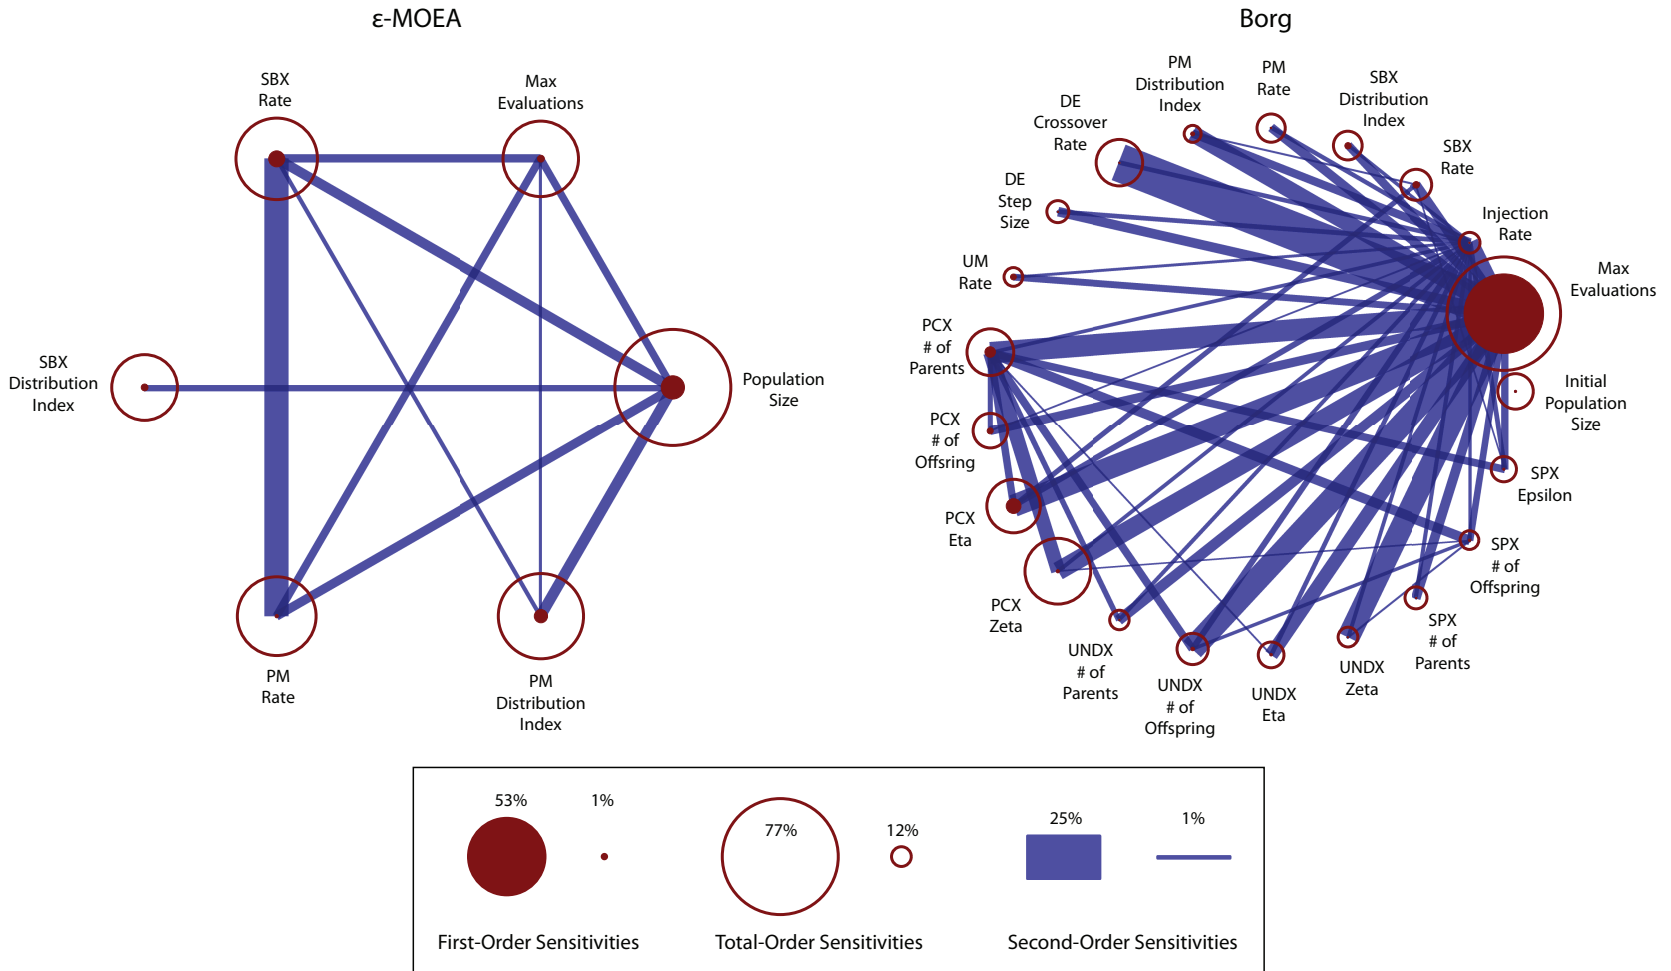 ε-MOEA
SBX
Rate
Max
Evaluations
SBX
Distribution
Index
Population
Size
PM
Rate
PM
Distribution
Index
Borg
PM
Distribution
Index
PM
Rate
SBX
Distribution
Index
DE
Crossover
Rate
SBX
Rate
DE
Step
Size
Injection
Rate
UM
Rate
Max
Evaluations
PCX
# of
Parents
Initial
Population
Size
PCX
# of
Offsring
SPX
Epsilon
PCX
Eta
SPX
# of
Offspring
PCX
Zeta
SPX
# of
Parents
UNDX
# of
Parents
UNDX
# of
Offspring
UNDX
Eta
UNDX
Zeta
53%
1%
77%
12%
25%
1%
First-Order Sensitivities
Total-Order Sensitivities
Second-Order Sensitivities